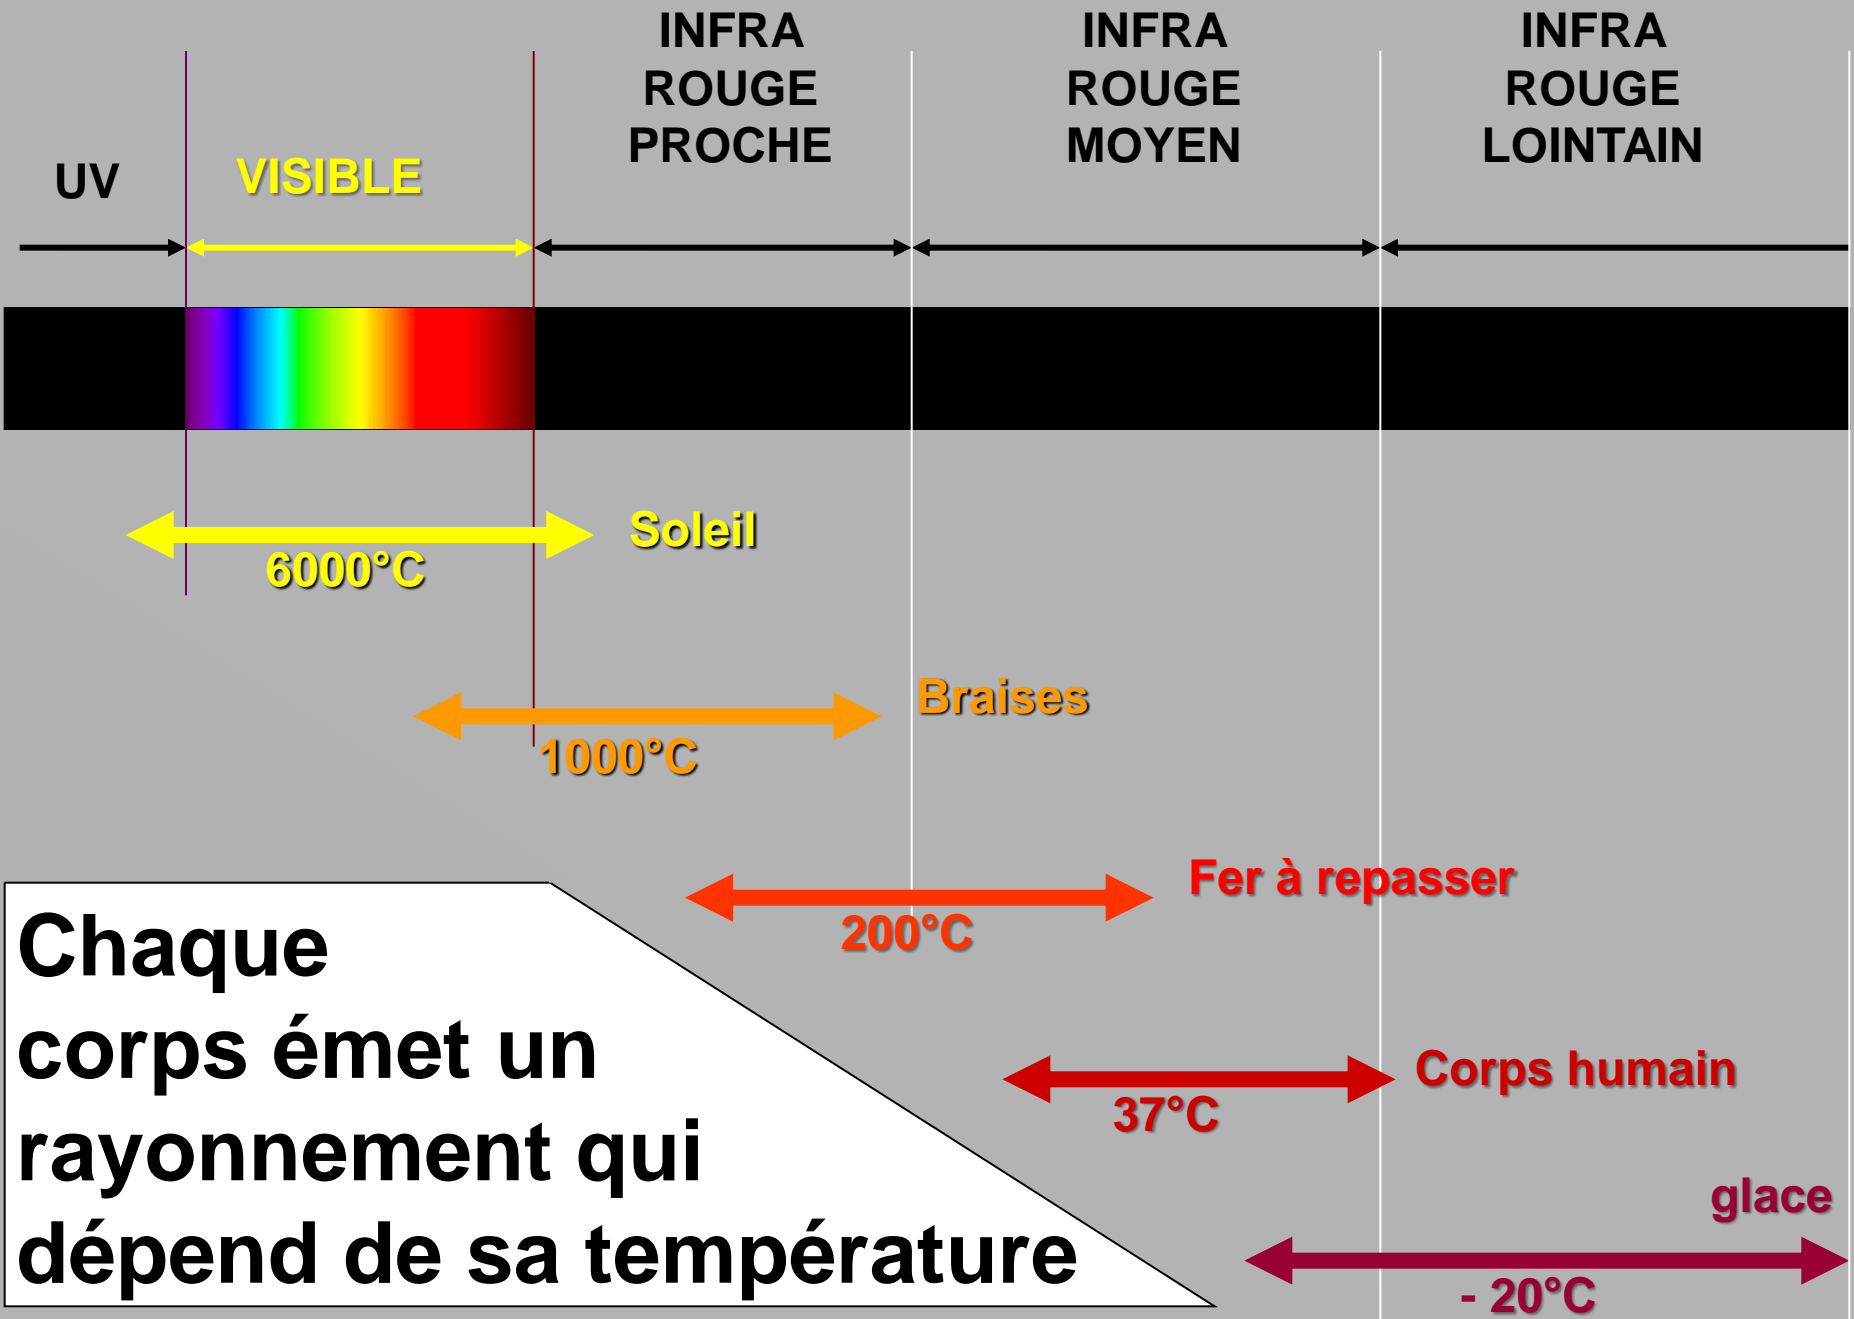 INFRA
ROUGE
PROCHE
INFRA
ROUGE
MOYEN
INFRA
ROUGE
LOINTAIN
UV
VISIBLE
Soleil
6000°C
Braises
1000°C
Fer à repasser
200°C
Chaque
corps émet un
rayonnement qui
dépend de sa température
Corps humain
37°C
glace
- 20°C